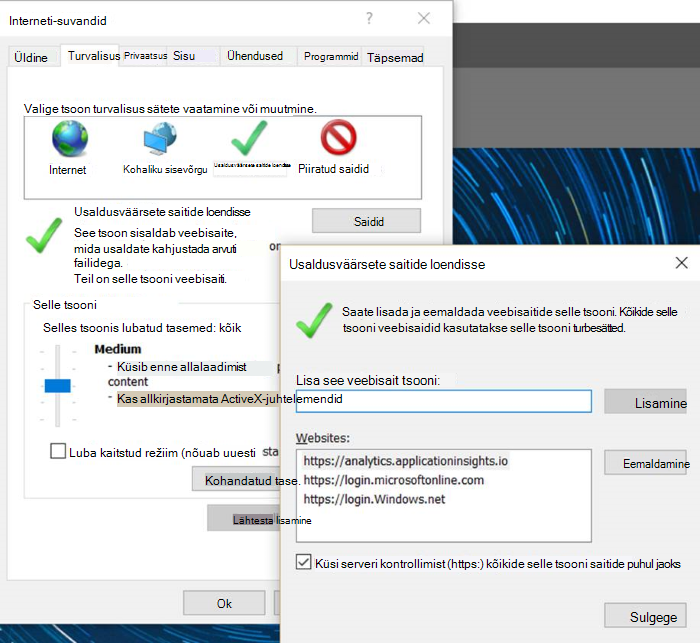 Interneti-suvandid
Üldine
Turvalisus
Privaatsus
Sisu
Ühendused
Programmid
Täpsemad
Valige tsoon turvalisus sätete vaatamine või muutmine.
Internet
Kohaliku sisevõrgu
Usaldusväärsete saitide loendisse
Piiratud saidid
Usaldusväärsete saitide loendisse
Saidid
See tsoon sisaldab veebisaite,
mida usaldate kahjustada arvuti
failidega.
Teil on selle tsooni veebisaiti.
Selle tsooni
Selles tsoonis lubatud tasemed: kõik
Medium
- Küsib enne allalaadimist
content
- Kas allkirjastamata ActiveX-juhtelemendid
Luba kaitstud režiim (nõuab uuesti sta
Kohandatud tase.
Lähtesta lisamine
Ok
Usaldusväärsete saitide loendisse
Saate lisada ja eemaldada veebisaitide selle tsooni. Kõikide selle
tsooni veebisaidid kasutatakse selle tsooni turbesätted.
Lisa see veebisait tsooni:
Lisamine
Websites:
https://analytics.applicationinsights.io
https://login.microsoftonline.com
https://login.Windows.net
Eemaldamine
Küsi serveri kontrollimist (https:) kõikide selle tsooni saitide puhul jaoks
Sulgege